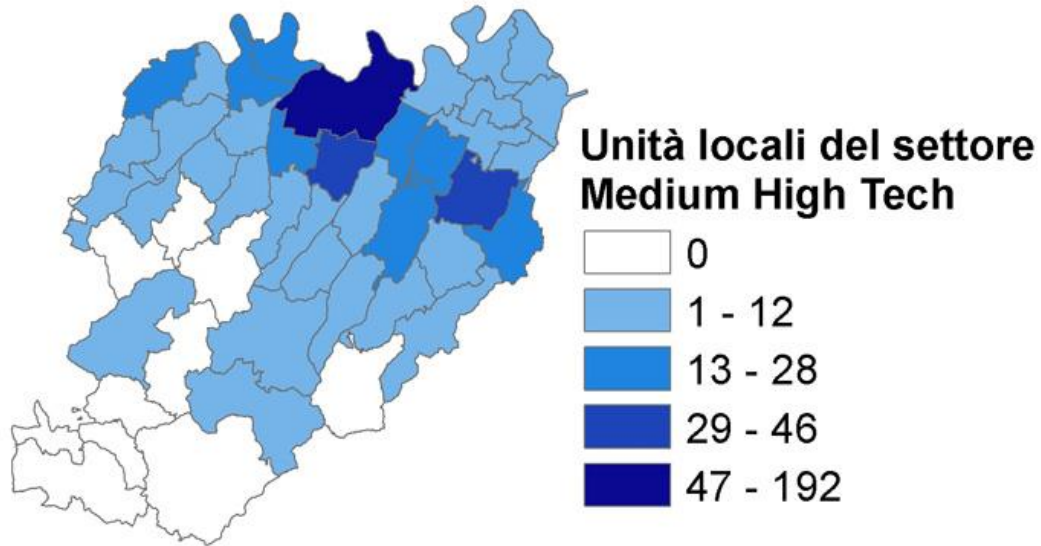 Unità locali del settore
Medium High Tech
0
1 - 12
13 - 28
29 - 46
47 - 192